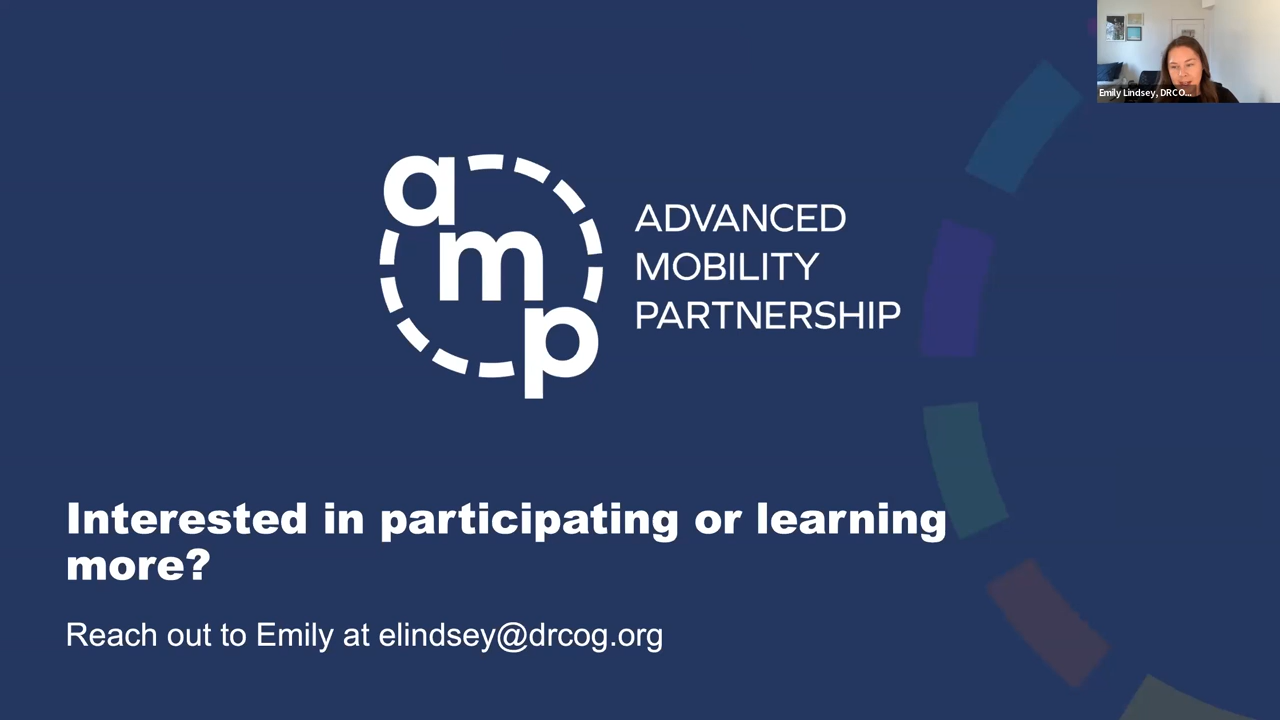 Emily Lindsey, DRCO...
amp
ADVANCED
MOBILITY
PARTNERSHIP
Interested in participating or learning
more?
Reach out to Emily at elindsey@drcog.org